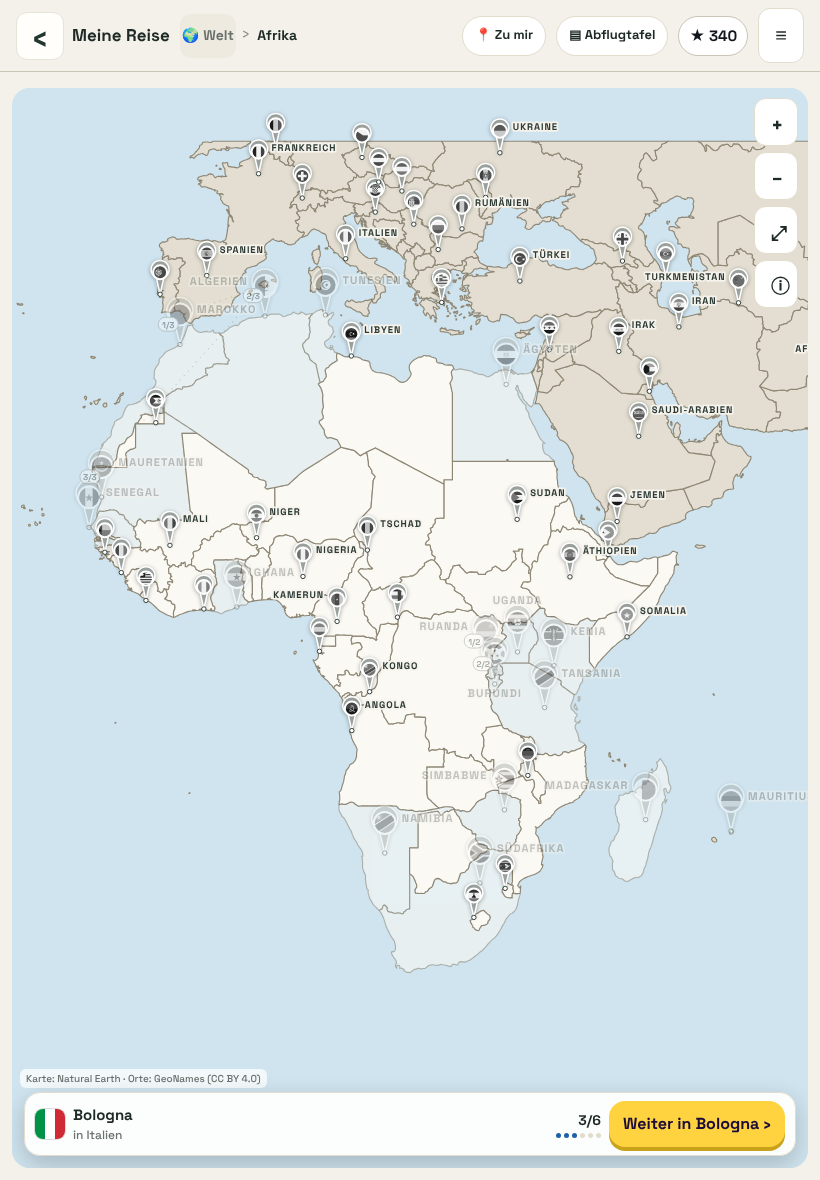 < Meine Reise 🌍 Welt > Afrika 📍 Zu mir ▤ Abflugtafel ★ 340 ≡
+
−
UKRAINE
FRANKREICH
RUMÄNIEN
ITALIEN
SPANIEN
TÜRKEI
TURKMENISTAN
ALGERIEN
TUNESIEN
2/3
IRAN
MAROKKO
1/3
LIBYEN
IRAK
ÄGYPTEN
AF
SAUDI-ARABIEN
MAURETANIEN
3/3
SENEGAL
SUDAN
JEMEN
NIGER
MALI
TSCHAD
NIGERIA
ÄTHIOPIEN
GHANA
KAMERUN
UGANDA
SOMALIA
RUANDA
KENIA
1/2
2/2
KONGO
TANSANIA
BURUNDI
ANGOLA
SIMBABWE
MADAGASKAR
MAURITIU
NAMIBIA
SÜDAFRIKA
Karte: Natural Earth · Orte: GeoNames (CC BY 4.0)
Bologna
in Italien
3/6
Weiter in Bologna >